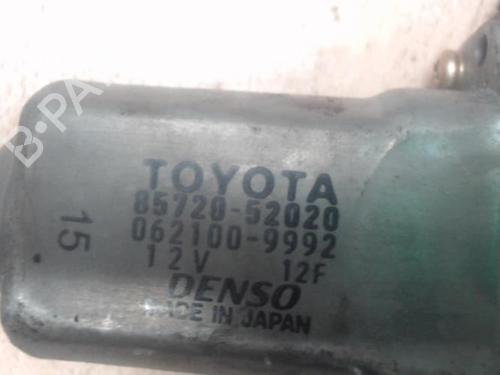 B-PA
TOYOTA
85720-52020
062100-9992
12V 12F
DENSO
MADE IN JAPAN
15